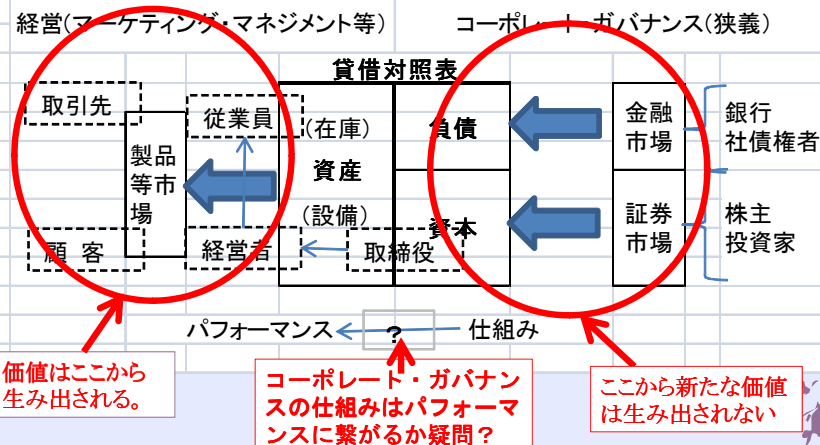 経営(マーケティング・マネジメント等)
コーポレート・ガバナンス(狭義)
貸借対照表
取引先
従業員
製品
等市
場
顧 客
経営者
(在庫)
資産
(設備)
取締役
負債
資本
金融
市場
証券
市場
銀行
社債権者
株主
投資家
パフォーマンス
?
仕組み
価値はここから
生み出される。
コーポレート・ガバナン
スの仕組みはパフォーマ
ンスに繋がるか疑問?
ここから新たな価値
は生み出されない